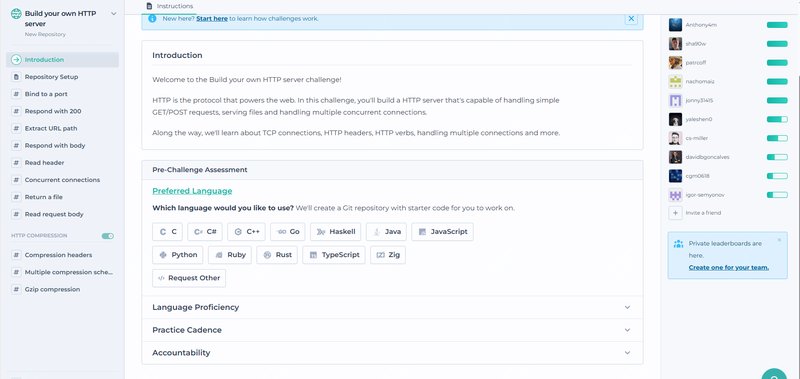 Build your own HTTP
server
New Repository
Introduction
Repository Setup
Bind to a port
Respond with 200
Extract URL path
Respond with body
Read header
Concurrent connections
Return a file
Read request body
HTTP COMPRESSION
Compression headers
Multiple compression sche...
Gzip compression
Instructions
New here? Start here to learn how challenges work.
Introduction
Welcome to the Build your own HTTP server challenge!
HTTP is the protocol that powers the web. In this challenge, you'll build a HTTP server that's capable of handling simple
GET/POST requests, serving files and handling multiple concurrent connections.
Along the way, we'll learn about TCP connections, HTTP headers, HTTP verbs, handling multiple connections and more.
Pre-Challenge Assessment
Preferred Language
Which language would you like to use? We'll create a Git repository with starter code for you to work on.
C C# C++ Go Haskell Java JavaScript
Python Ruby Rust TypeScript Zig
Request Other
Language Proficiency
Practice Cadence
Accountability
Anthony4m
sha90w
patrcoff
nachomaiz
jonny31415
yaleshen0
cs-miller
davidbgoncalves
cgm0618
igor-semyonov
Invite a friend
Private leaderboards are
here.
Create one for your team.